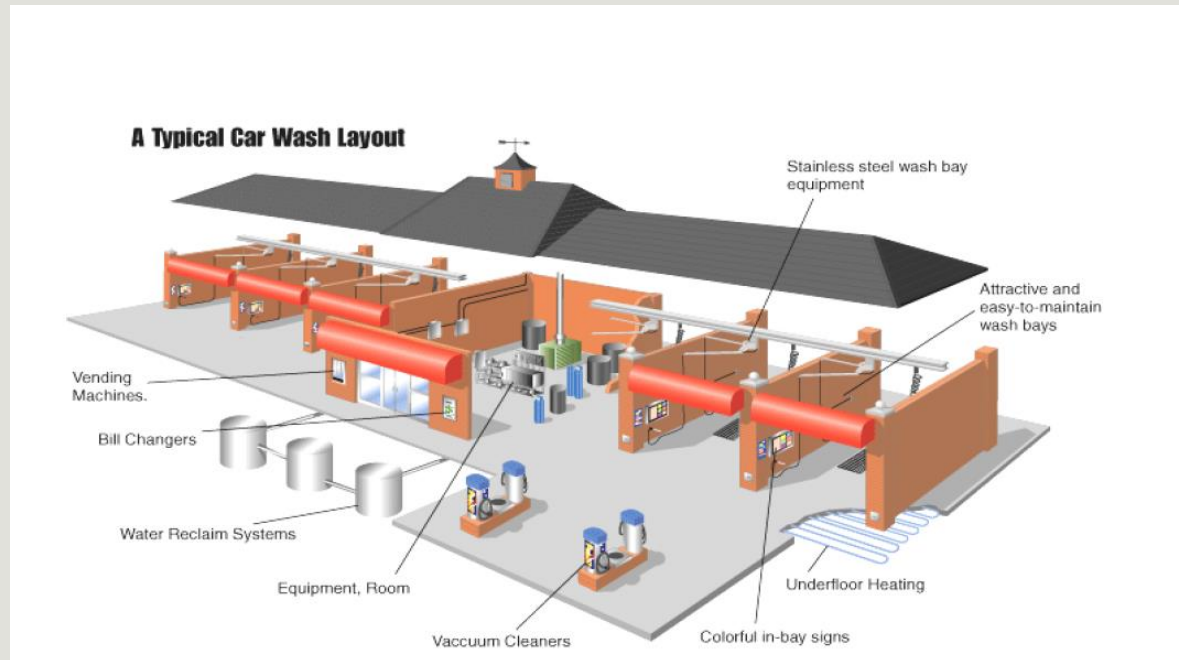 A Typical Car Wash Layout
Stainless steel wash bay
equipment
Attractive and
easy-to-maintain
wash bays
Vending
Machines.
Bill Changers
Water Reclaim Systems
Equipment, Room
Vaccuum Cleaners
Colorful in-bay signs
Underfloor Heating